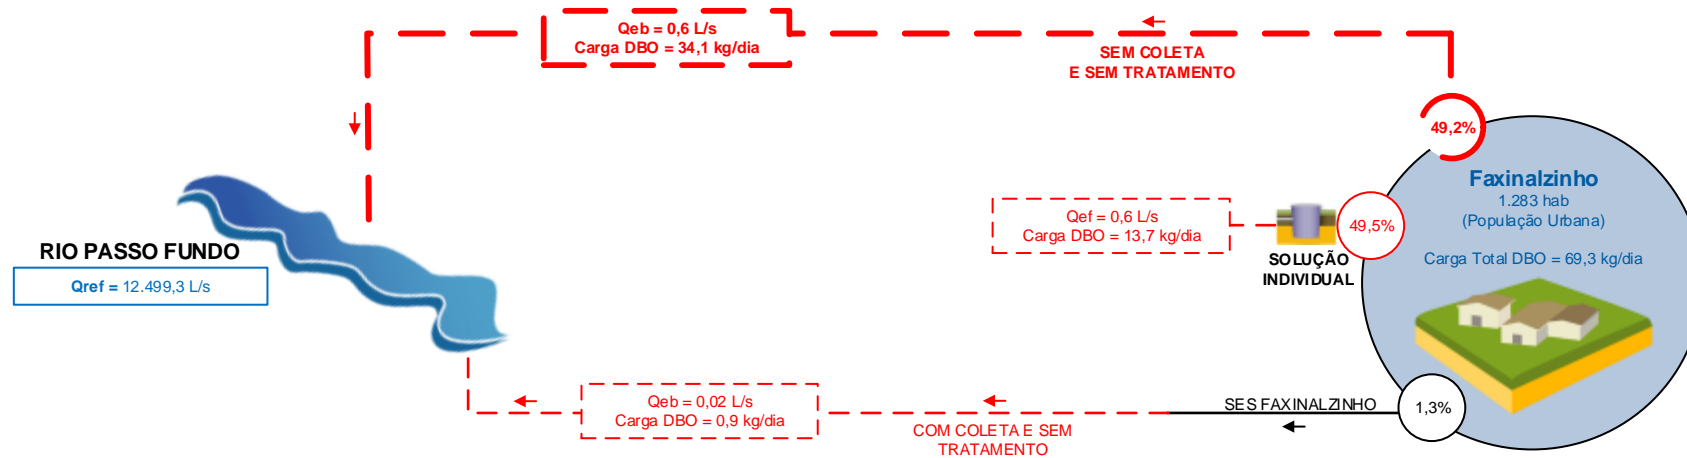 Qeb = 0,6 L/s
Carga DBO = 34,1 kg/dia
SEM COLETA
E SEM TRATAMENTO
49,2%
Faxinalzinho
1.283 hab
(População Urbana)
Carga Total DBO = 69,3 kg/dia
Qef = 0,6 L/s
Carga DBO = 13,7 kg/dia
49,5%
SOLUÇÃO
INDIVIDUAL
RIO PASSO FUNDO
Qref = 12.499,3 L/s
Qeb = 0,02 L/s
Carga DBO = 0,9 kg/dia
COM COLETA E SEM
TRATAMENTO
SES FAXINALZINHO
1,3%